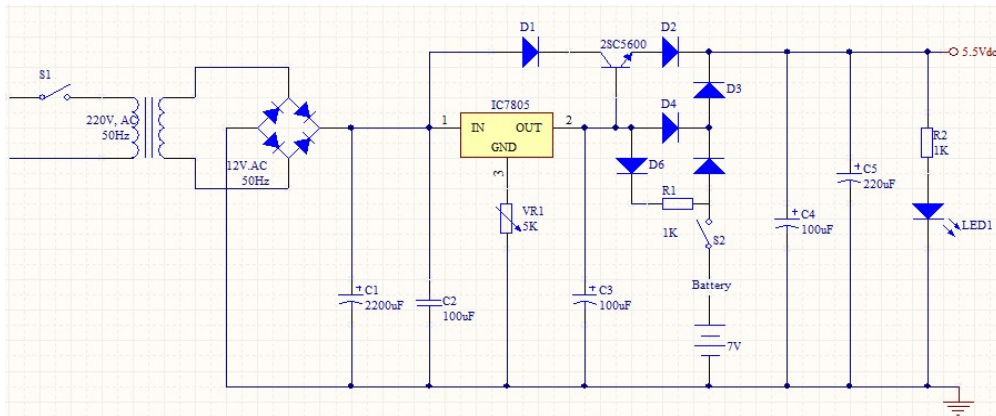 D1
2SC5600
D2
5.5Vdc
S1
D3
IC7805
220V, AC
50Hz
1
IN
OUT
2
D4
R2
1K
GND
3
12V.AC
50Hz
D6
R1
1K
C5
220uF
VR1
5K
S2
C4
100uF
LED1
C1
2200uF
C2
100uF
C3
100uF
Battery
7V